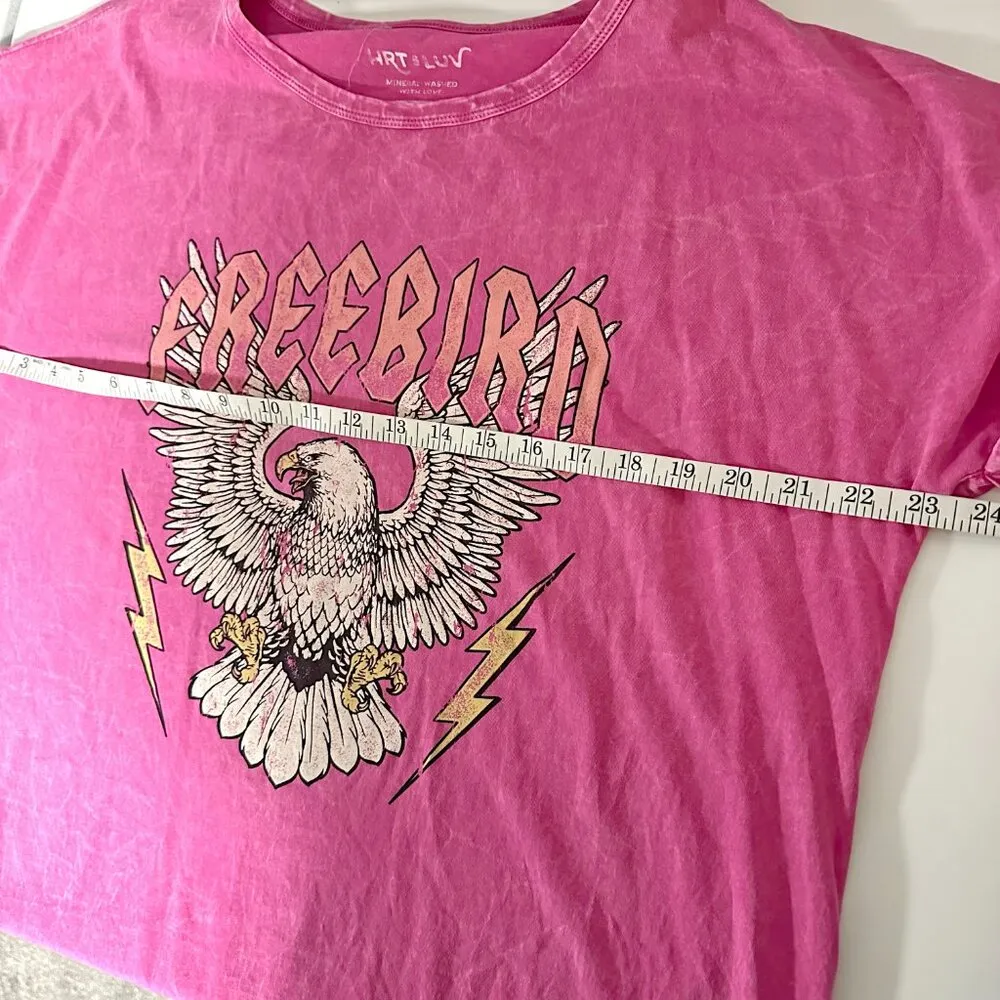 HRT & LUV
MINERAL WASHED
WITH LOVE
FREEBIRD
3 4 5 6 7 8 9 10 11 12 13 14 15 16 17 18 19 20 21 22 23 24